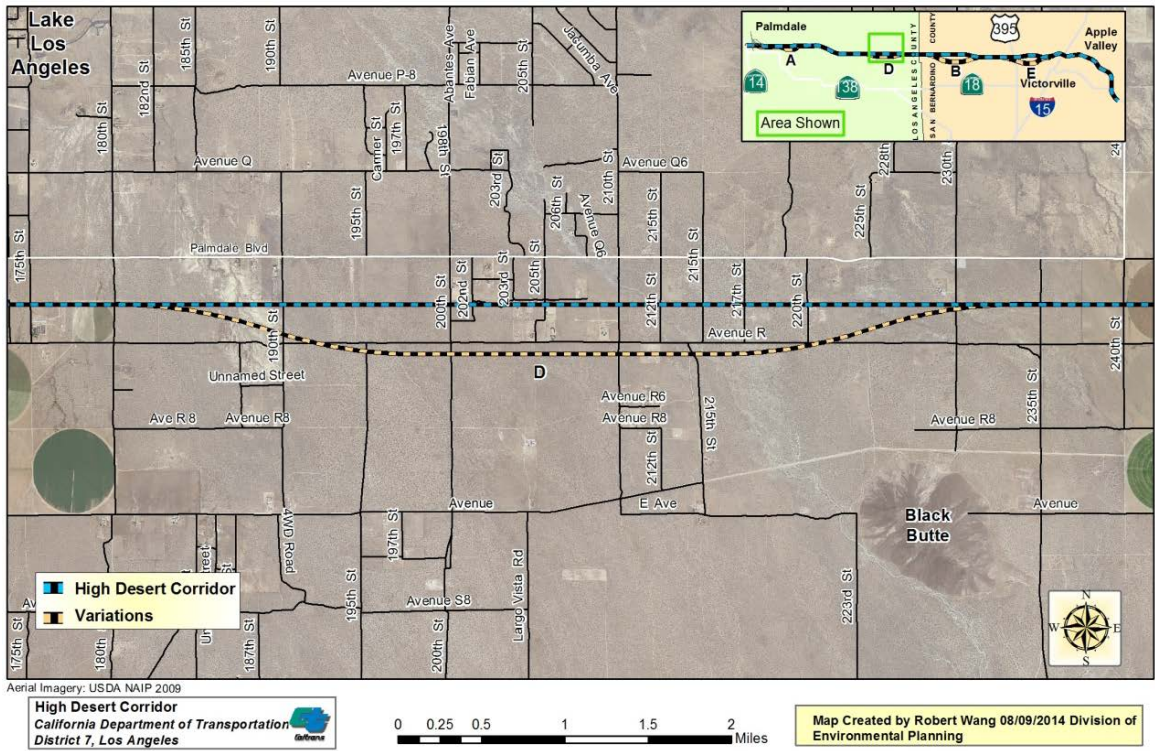 Lake
Los
Angeles
185th St
190th St
182nd St
180th St
Avenue P-8
Abantes Ave
Fabian Ave
205th St
Jacumba Ave
Avenue Q
Canner St
197th St
198th St
203rd St
206th St
Avenue Q6
210th St
Avenue Q6
195th St
215th St
215th St
225th St
228th St
230th St
24
Palmdale
A
D
LOS ANGELES COUNTY
SAN BERNARDINO COUNTY
395
Apple
Valley
B
E
Victorville
14
138
18
15
Area Shown
175th St
Palmdale Blvd
200th St
202nd St
203rd St
205th St
212th St
217th St
220th St
Avenue R
190th St
240th St
D
Unnamed Street
Ave R 8
Avenue R8
Avenue R6
Avenue R8
212th St
215th St
Avenue R8
235th St
Avenue
E Ave
Black
Butte
Avenue
4WD Road
197th St
195th St
Avenue S8
200th St
Largo Vista Rd
223rd St
175th St
180th
187th St
High Desert Corridor
Variations
N
W
E
S
Aerial Imagery: USDA NAIP 2009
High Desert Corridor
California Department of Transportation
District 7, Los Angeles
Caltrans
0 0.25 0.5 1 1.5 2
Miles
Map Created by Robert Wang 08/09/2014 Division of
Environmental Planning